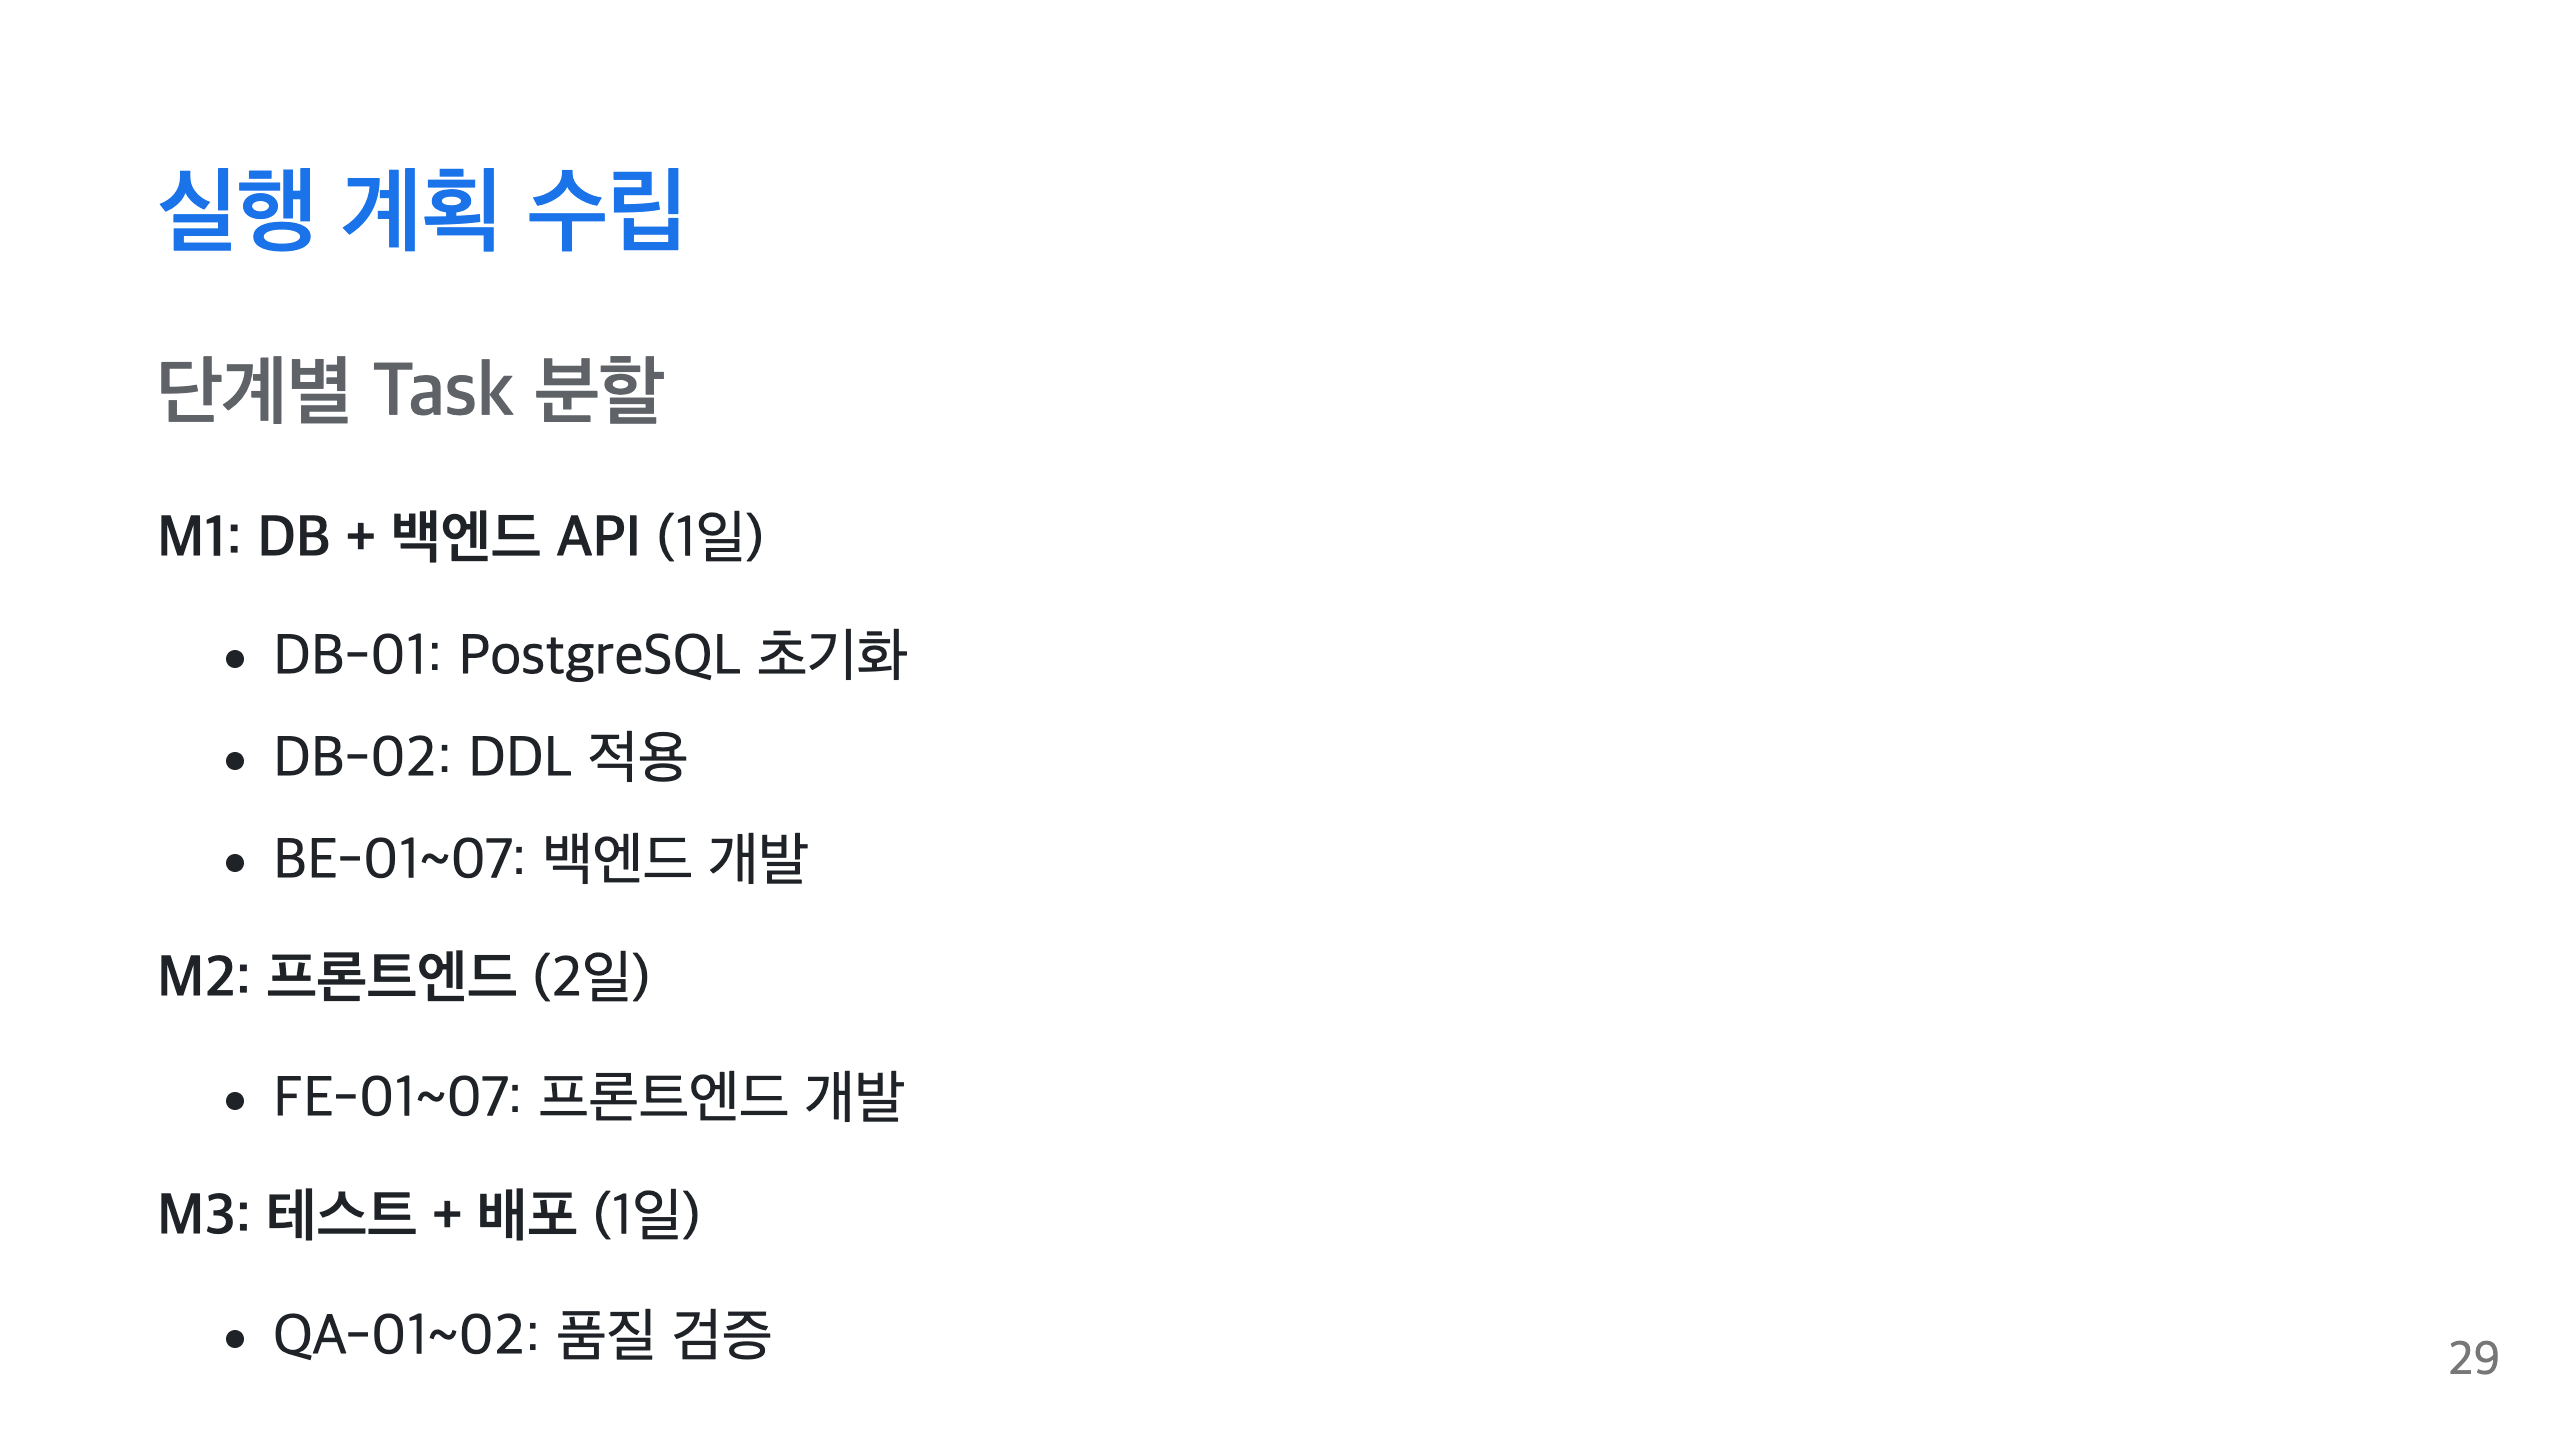 실행 계획 수립
단계별 Task 분할
M1: DB + 백엔드 API (1일)
• DB-01: PostgreSQL 초기화
• DB-02: DDL 적용
• BE-01~07: 백엔드 개발
M2: 프론트엔드 (2일)
• FE-01~07: 프론트엔드 개발
M3: 테스트 + 배포 (1일)
• QA-01~02: 품질 검증
29